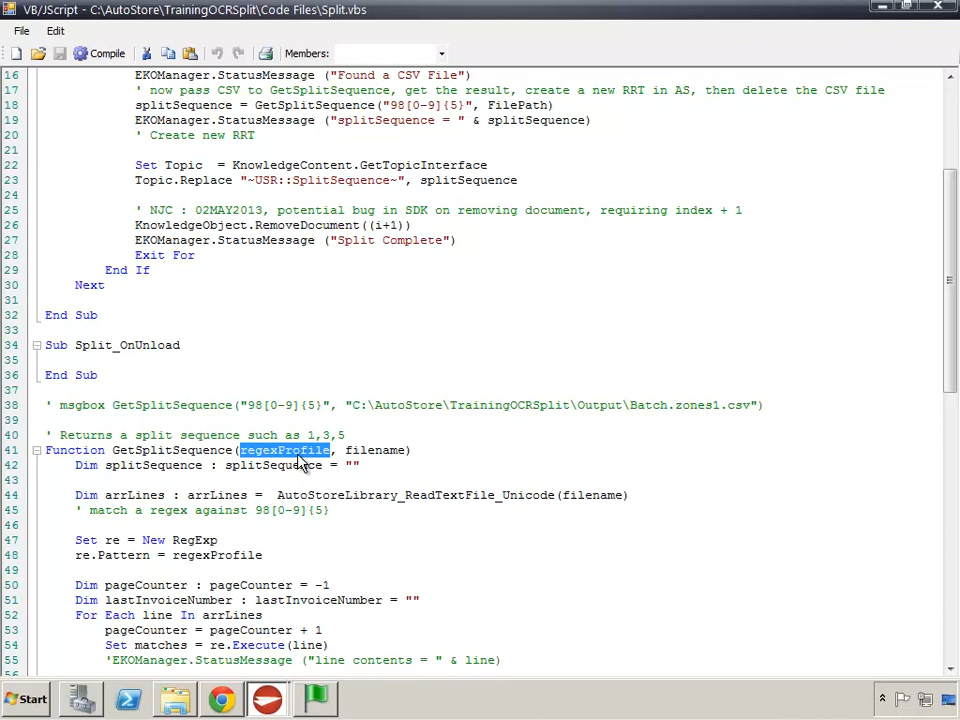 VB/JScript - C:\AutoStore\TrainingOCRSplit\Code Files\Split.vbs
File Edit
Compile Members:
16 EKOManager.StatusMessage ("Found a CSV File")
17 ' now pass CSV to GetSplitSequence, get the result, create a new RRT in AS, then delete the CSV file
18 splitSequence = GetSplitSequence("98[0-9]{5}", FilePath)
19 EKOManager.StatusMessage ("splitSequence = " & splitSequence)
20 ' Create new RRT
21
22 Set Topic  = KnowledgeContent.GetTopicInterface
23 Topic.Replace "~USR::SplitSequence~", splitSequence
24
25 ' NJC : 02MAY2013, potential bug in SDK on removing document, requiring index + 1
26 KnowledgeObject.RemoveDocument((i+1))
27 EKOManager.StatusMessage ("Split Complete")
28 Exit For
29 End If
30 Next
31
32 End Sub
33
34 Sub Split_OnUnload
35
36 End Sub
37
38 ' msgbox GetSplitSequence("98[0-9]{5}", "C:\AutoStore\TrainingOCRSplit\Output\Batch.zones1.csv")
39
40 ' Returns a split sequence such as 1,3,5
41 Function GetSplitSequence(regexProfile, filename)
42 Dim splitSequence : splitSequence = ""
43
44 Dim arrLines : arrLines =  AutoStoreLibrary_ReadTextFile_Unicode(filename)
45 ' match a regex against 98[0-9]{5}
46
47 Set re = New RegExp
48 re.Pattern = regexProfile
49
50 Dim pageCounter : pageCounter = -1
51 Dim lastInvoiceNumber : lastInvoiceNumber = ""
52 For Each line In arrLines
53 pageCounter = pageCounter + 1
54 Set matches = re.Execute(line)
55 'EKOManager.StatusMessage ("line contents = " & line)
Start